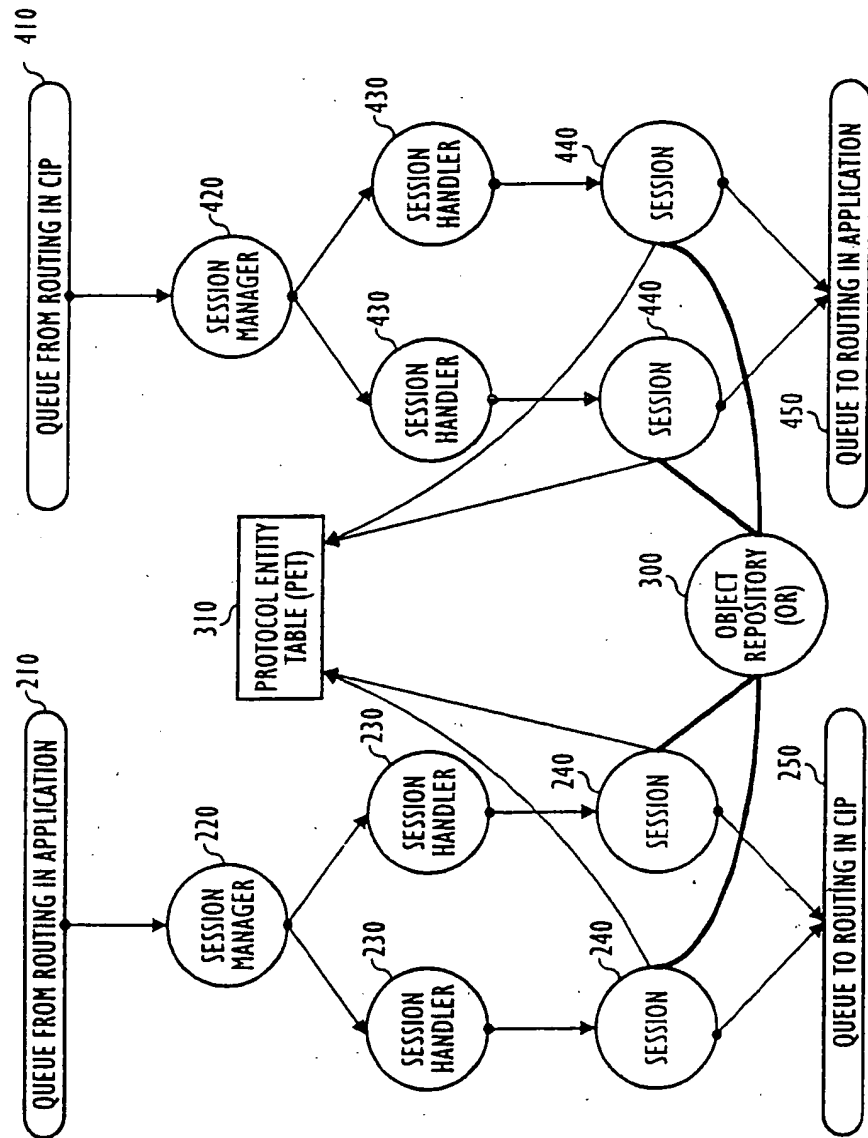 QUEUE FROM ROUTING IN APPLICATION
210
220
SESSION
MANAGER
230
SESSION
HANDLER
230
SESSION
HANDLER
240
SESSION
240
SESSION
250
QUEUE TO ROUTING IN CIP
310
PROTOCOL ENTITY
TABLE (PET)
300
OBJECT
REPOSITORY
(OR)
QUEUE FROM ROUTING IN CIP
410
420
SESSION
MANAGER
430
SESSION
HANDLER
430
SESSION
HANDLER
440
SESSION
440
SESSION
450
QUEUE TO ROUTING IN APPLICATION